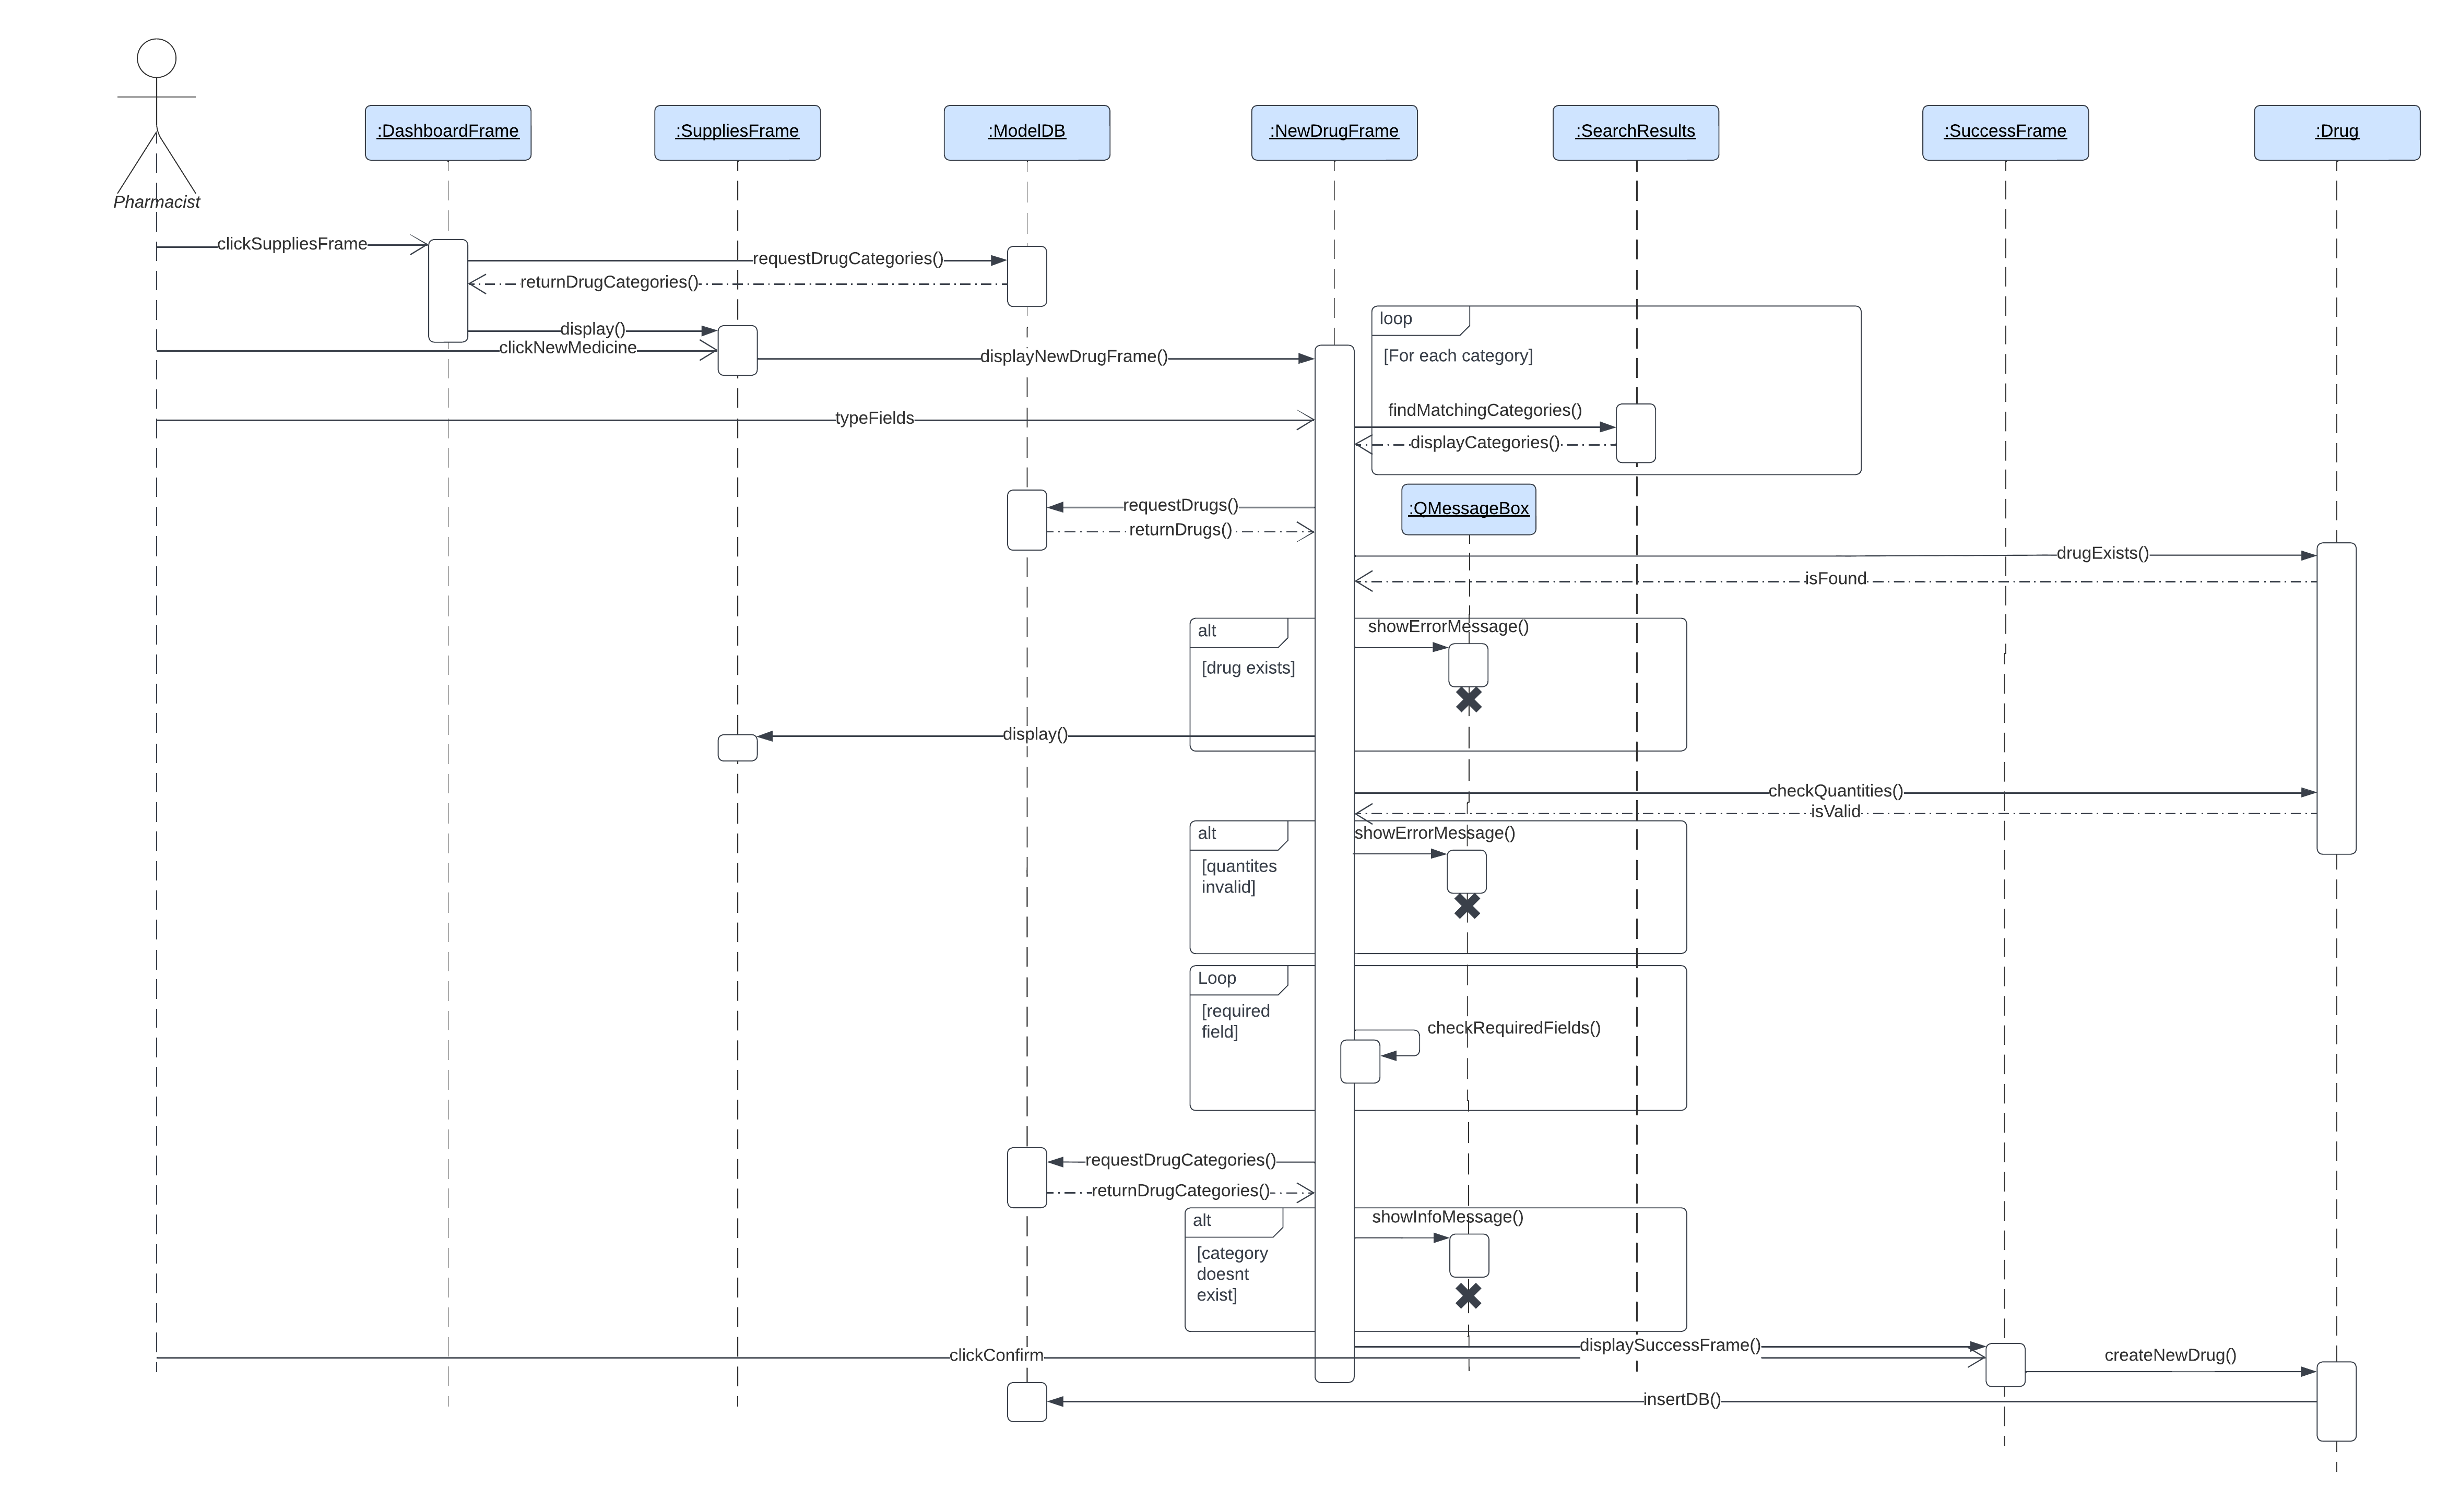 Pharmacist
:DashboardFrame
:SuppliesFrame
:ModelDB
:NewDrugFrame
:SearchResults
:SuccessFrame
:Drug
clickSuppliesFrame
requestDrugCategories()
returnDrugCategories()
loop
display()
clickNewMedicine
displayNewDrugFrame()
[For each category]
findMatchingCategories()
typeFields
displayCategories()
requestDrugs()
:QMessageBox
returnDrugs()
drugExists()
isFound
alt
showErrorMessage()
[drug exists]
display()
checkQuantities()
isValid
alt
showErrorMessage()
[quantites
invalid]
Loop
[required
field]
checkRequiredFields()
requestDrugCategories()
returnDrugCategories()
alt
showInfoMessage()
[category
doesnt
exist]
displaySuccessFrame()
clickConfirm
createNewDrug()
insertDB()